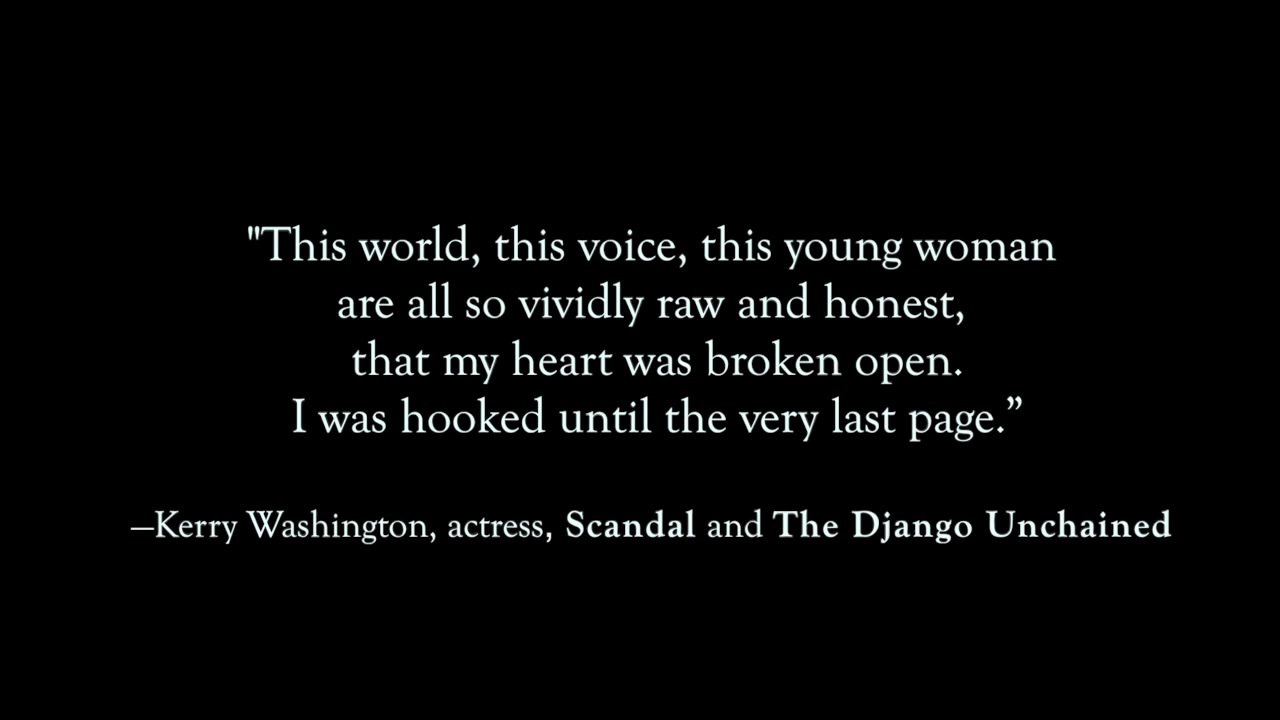 "This world, this voice, this young woman
are all so vividly raw and honest,
that my heart was broken open.
I was hooked until the very last page.”
—Kerry Washington, actress, Scandal and The Django Unchained